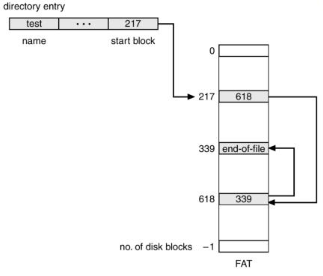 directory entry
test ••• 217
name start block
0
217 618
339 end-of-file
618 339
no. of disk blocks −1
FAT